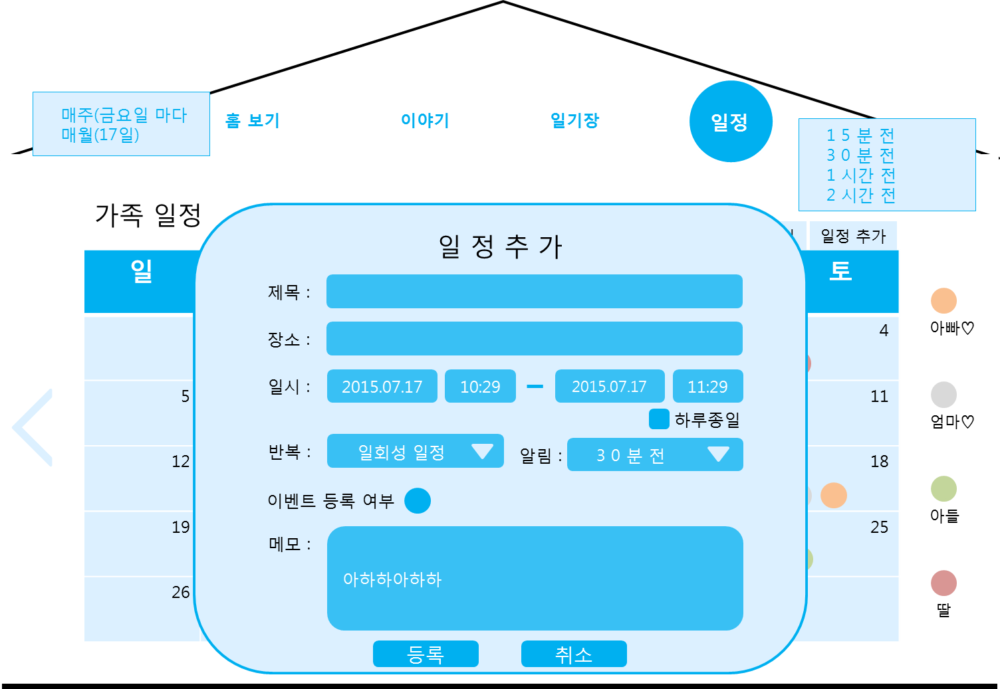 매주(금요일 마다
매월(17일)
홈 보기
이야기
일기장
일정
1 5 분 전
3 0 분 전
1 시간 전
2 시간 전
가족 일정
일정 추가
일
토
일 정 추 가
제목 :
장소 :
일시 :
2015.07.17
10:29
2015.07.17
11:29
하루종일
반복 :
일회성 일정
알림 :
3 0 분 전
이벤트 등록 여부
메모 :
아하하아하하
등록
취소
4
5
11
12
18
19
25
26
아빠♡
엄마♡
아들
딸